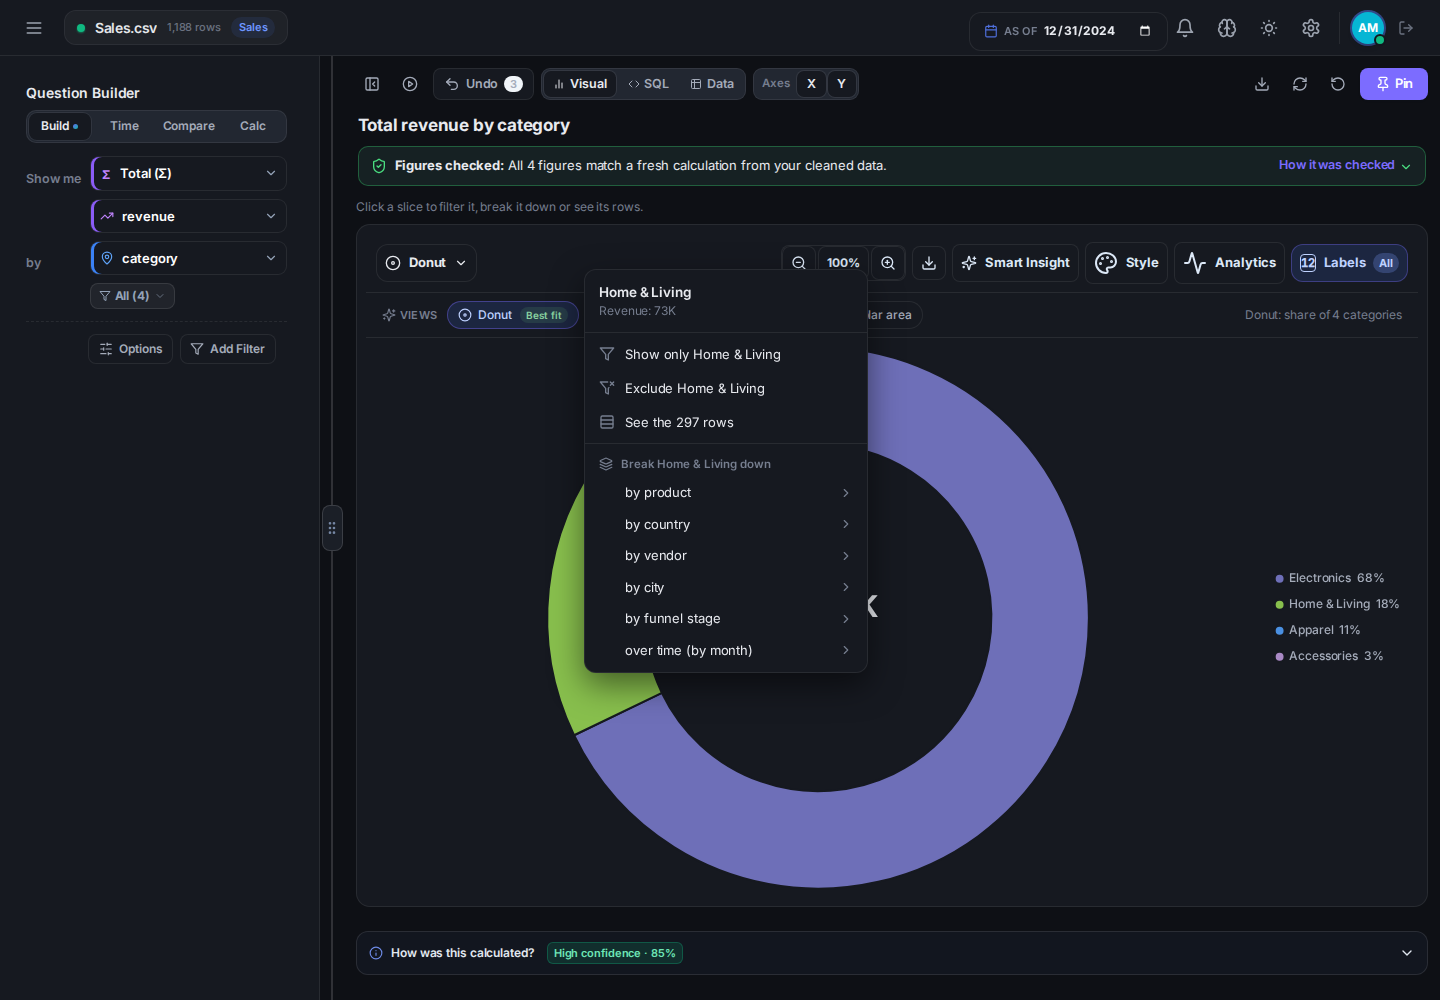 Sales.csv 1,188 rows Sales
AS OF 12/31/2024
AM
Question Builder
Build Time Compare Calc
Show me Total (Σ)
revenue
by category
All (4)
Options Add Filter
Undo 3 Visual SQL Data Axes X Y
Pin
Total revenue by category
Figures checked: All 4 figures match a fresh calculation from your cleaned data.
How it was checked
Click a slice to filter it, break it down or see its rows.
Donut 100% Smart Insight Style Analytics 12 Labels All
VIEWS Donut Best fit lar area Donut: share of 4 categories
Home & Living
Revenue: 73K
Show only Home & Living
Exclude Home & Living
See the 297 rows
Break Home & Living down
by product
by country
by vendor
by city
by funnel stage
over time (by month)
K
Electronics 68%
Home & Living 18%
Apparel 11%
Accessories 3%
How was this calculated? High confidence · 85%